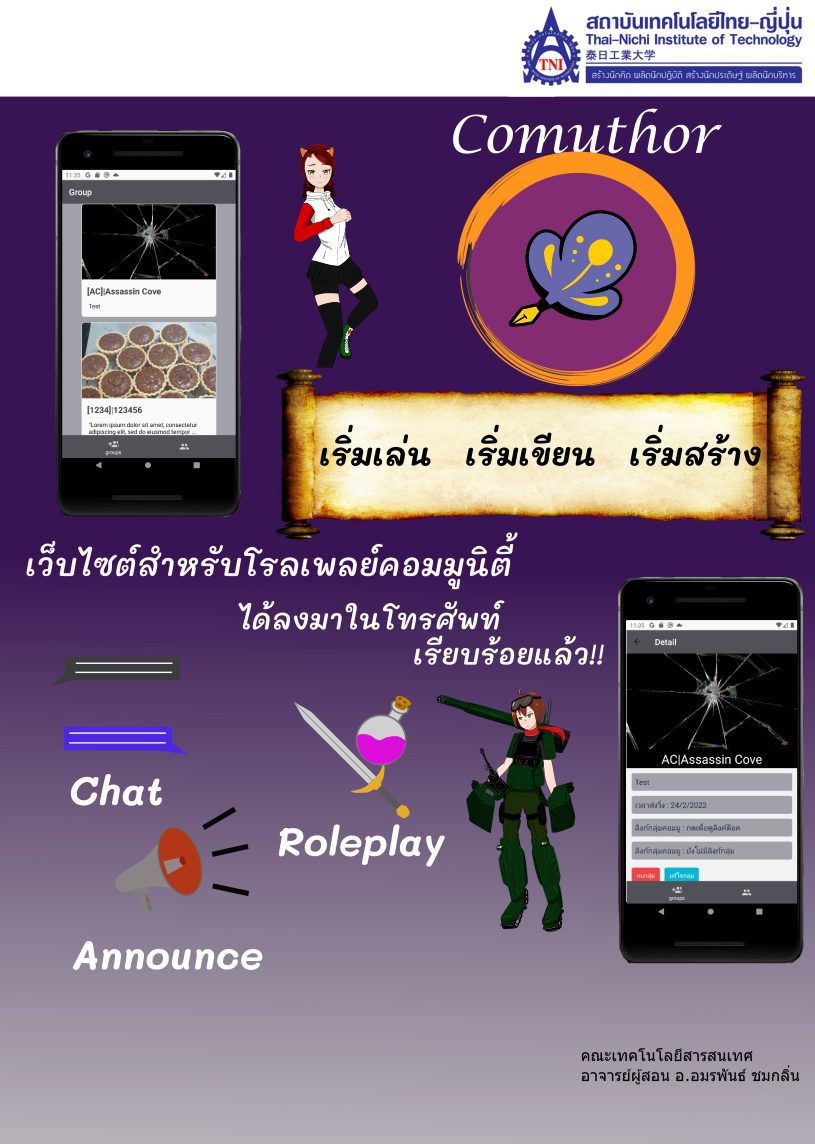 สถาบันเทคโนโลยีไทย-ญี่ปุ่น
Thai-Nichi Institute of Technology
泰日工業大学
TNI
สร้างนักคิด ผลิตนักปฏิบัติ สร้างนักประดิษฐ์ ผลิตนักบริหาร
Comuthor
11:35
Group
[AC]|Assassin Cove
Test
[1234]|123456
"Lorem ipsum dolor sit amet, consectetur
adipiscing elit, sed do eiusmod tempor ...
groups
เริ่มเล่น เริ่มเขียน เริ่มสร้าง
เว็บไซต์สำหรับโรลเพลย์คอมมูนิตี้
ได้ลงมาในโทรศัพท์
เรียบร้อยแล้ว!!
Chat
Roleplay
Announce
11:35
Detail
AC|Assassin Cove
Test
เวลาส่งวิ่ง : 24/2/2022
ลิงก์กลุ่มคอมมู : กดเพื่อดูลิงค์ดิอค
ลิงก์กลุ่มคอมมู : ยังไม่มีลิงก์กลุ่ม
ลบกลุ่ม แก้ไขกลุ่ม
groups
คณะเทคโนโลยีสารสนเทศ
อาจารย์ผู้สอน อ.อมรพันธ์ ชมกลิ่น